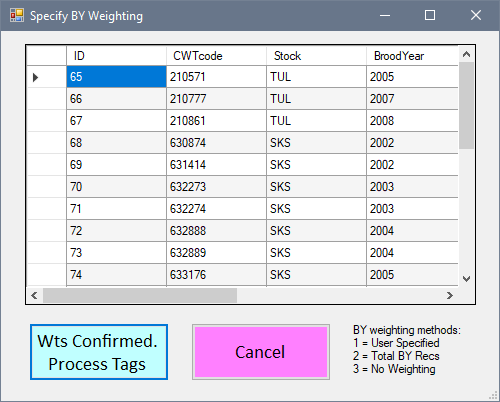 Specify BY Weighting
ID CWTcode Stock BroodYear
65 210571 TUL 2005
66 210777 TUL 2007
67 210861 TUL 2008
68 630874 SKS 2002
69 631414 SKS 2002
70 632273 SKS 2003
71 632274 SKS 2003
72 632888 SKS 2004
73 632889 SKS 2004
74 633176 SKS 2005
Wts Confirmed.
Process Tags
Cancel
BY weighting methods:
1 = User Specified
2 = Total BY Recs
3 = No Weighting